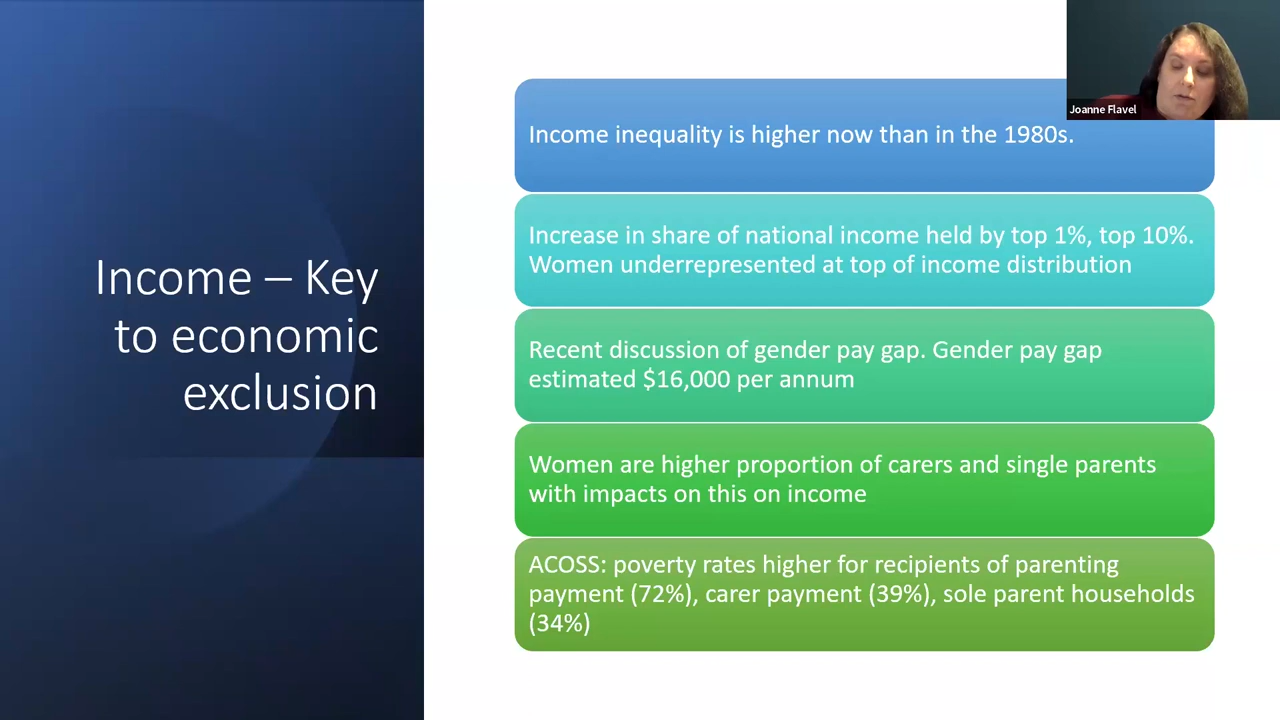 Income – Key
to economic
exclusion
Joanne Flavel
Income inequality is higher now than in the 1980s.
Increase in share of national income held by top 1%, top 10%.
Women underrepresented at top of income distribution
Recent discussion of gender pay gap. Gender pay gap
estimated $16,000 per annum
Women are higher proportion of carers and single parents
with impacts on this on income
ACOSS: poverty rates higher for recipients of parenting
payment (72%), carer payment (39%), sole parent households
(34%)